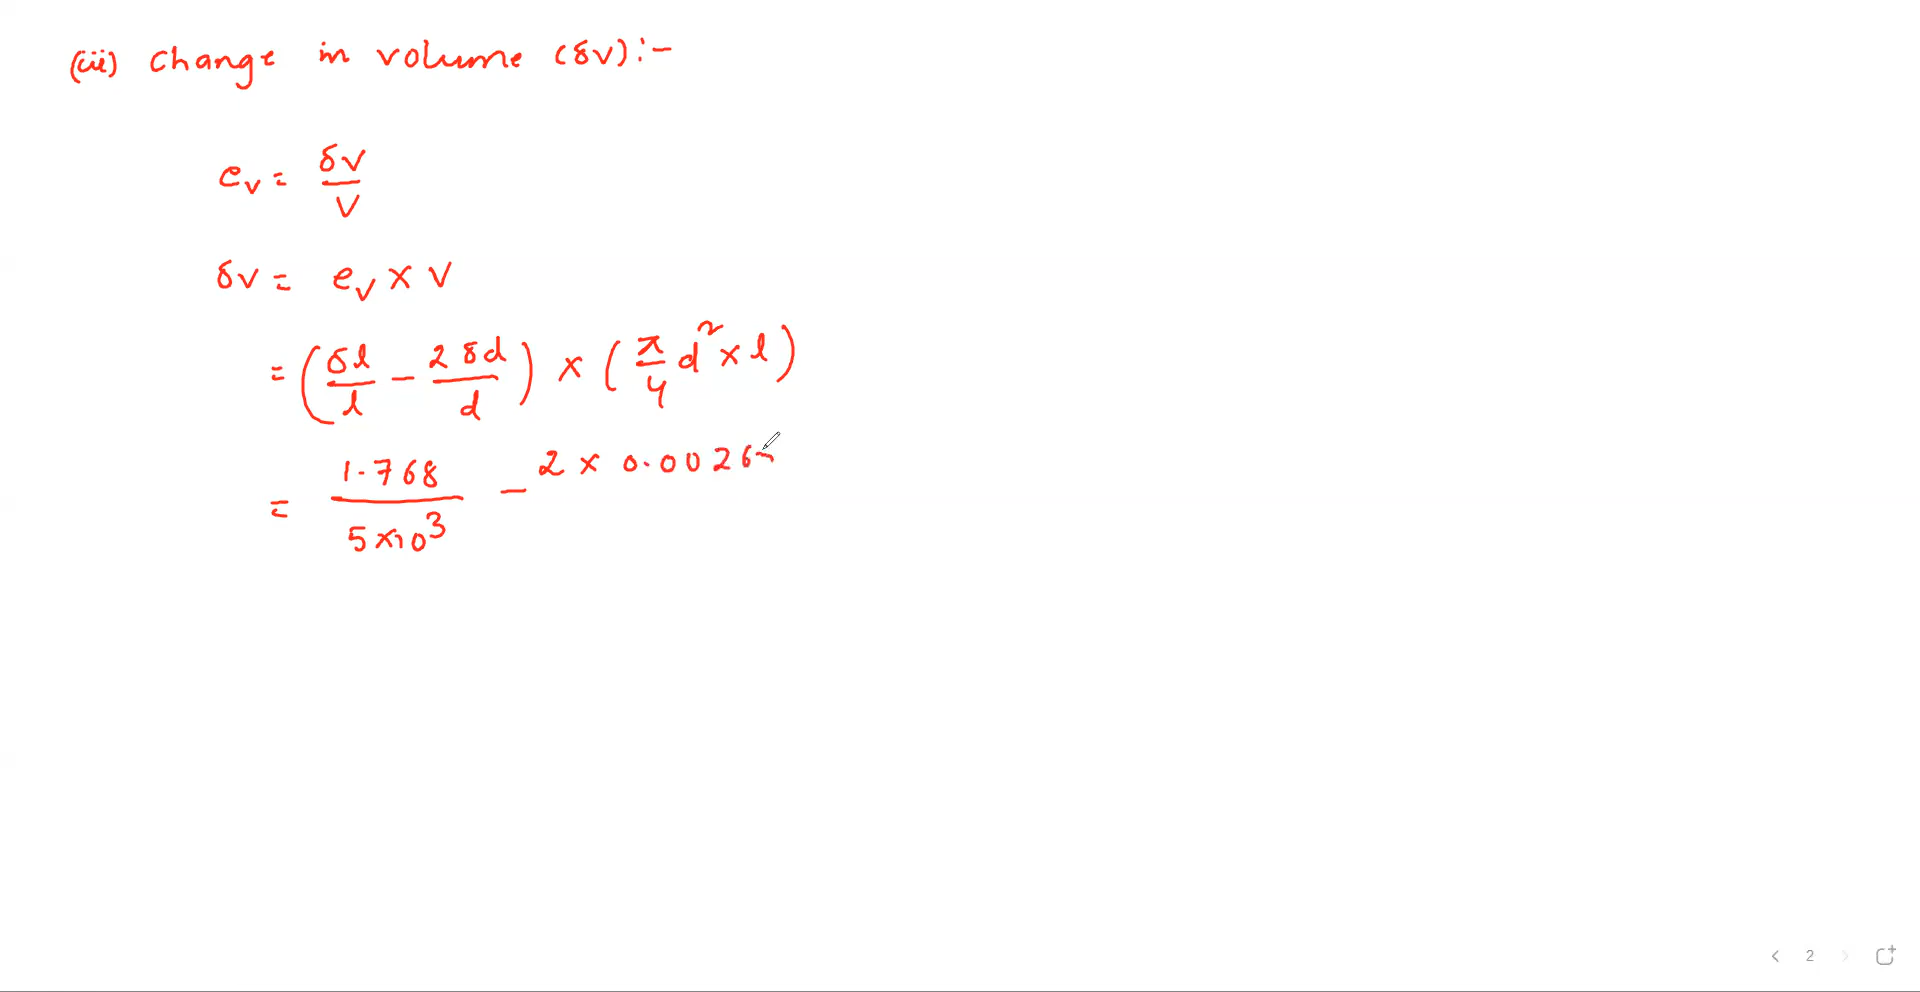 (iii) Change in volume (δv):-
e_v = δv/V
δv = e_v × v
= (δl/l - 2δd/d) × (π/4 d² × l)
= 1.768/5×10³ - 2 × 0.0026
2